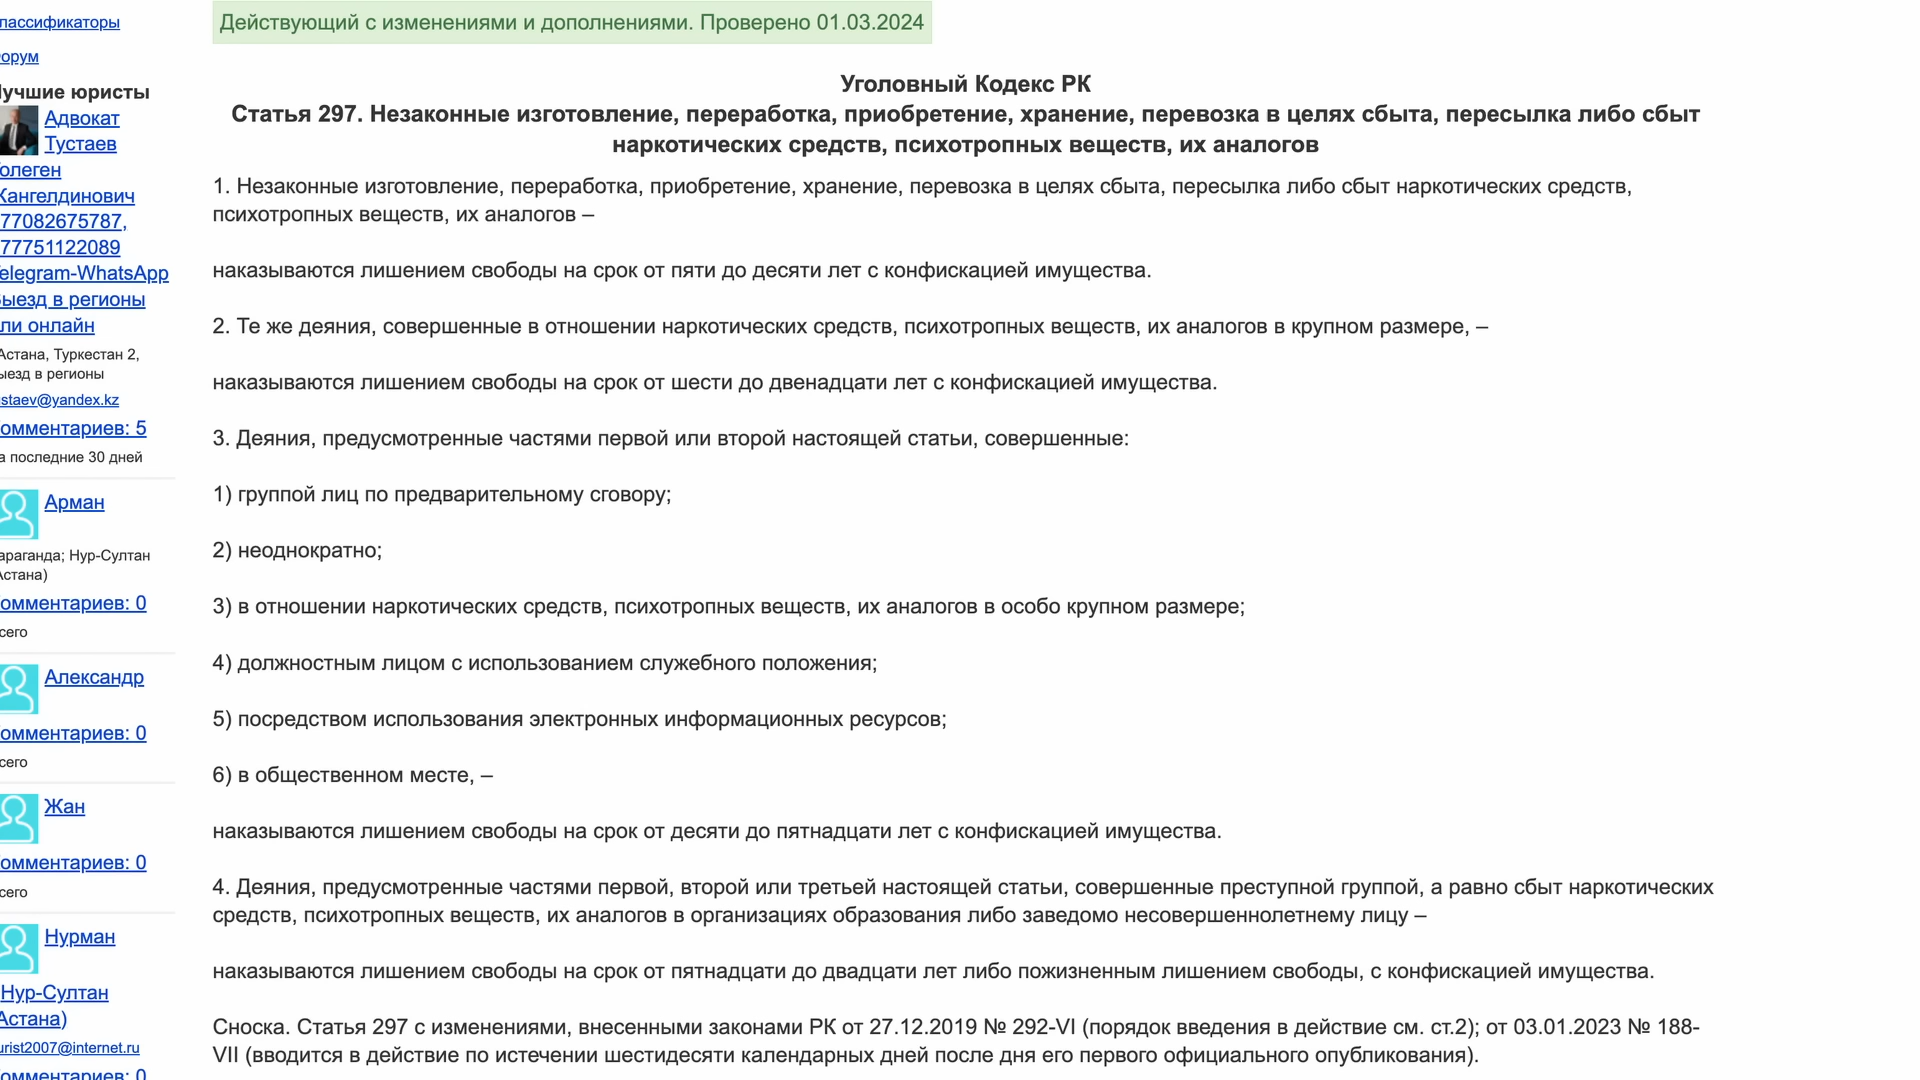 лассификаторы
орум
учшие юристы
Адвокат
Тустаев
олеген
Кангелдинович
77082675787,
77751122089
elegram-WhatsApp
ыезд в регионы
ли онлайн
Астана, Туркестан 2,
ыезд в регионы
staev@yandex.kz
омментариев: 5
а последние 30 дней
Арман
араганда; Нур-Султан
Астана)
омментариев: 0
сего
Александр
омментариев: 0
сего
Жан
омментариев: 0
сего
Нурман
Нур-Султан
Астана)
urist2007@internet.ru
омментариев: 0
Действующий с изменениями и дополнениями. Проверено 01.03.2024
Уголовный Кодекс РК
Статья 297. Незаконные изготовление, переработка, приобретение, хранение, перевозка в целях сбыта, пересылка либо сбыт
наркотических средств, психотропных веществ, их аналогов
1. Незаконные изготовление, переработка, приобретение, хранение, перевозка в целях сбыта, пересылка либо сбыт наркотических средств,
психотропных веществ, их аналогов –
наказываются лишением свободы на срок от пяти до десяти лет с конфискацией имущества.
2. Те же деяния, совершенные в отношении наркотических средств, психотропных веществ, их аналогов в крупном размере, –
наказываются лишением свободы на срок от шести до двенадцати лет с конфискацией имущества.
3. Деяния, предусмотренные частями первой или второй настоящей статьи, совершенные:
1) группой лиц по предварительному сговору;
2) неоднократно;
3) в отношении наркотических средств, психотропных веществ, их аналогов в особо крупном размере;
4) должностным лицом с использованием служебного положения;
5) посредством использования электронных информационных ресурсов;
6) в общественном месте, –
наказываются лишением свободы на срок от десяти до пятнадцати лет с конфискацией имущества.
4. Деяния, предусмотренные частями первой, второй или третьей настоящей статьи, совершенные преступной группой, а равно сбыт наркотических
средств, психотропных веществ, их аналогов в организациях образования либо заведомо несовершеннолетнему лицу –
наказываются лишением свободы на срок от пятнадцати до двадцати лет либо пожизненным лишением свободы, с конфискацией имущества.
Сноска. Статья 297 с изменениями, внесенными законами РК от 27.12.2019 № 292-VI (порядок введения в действие см. ст.2); от 03.01.2023 № 188-
VII (вводится в действие по истечении шестидесяти календарных дней после дня его первого официального опубликования).